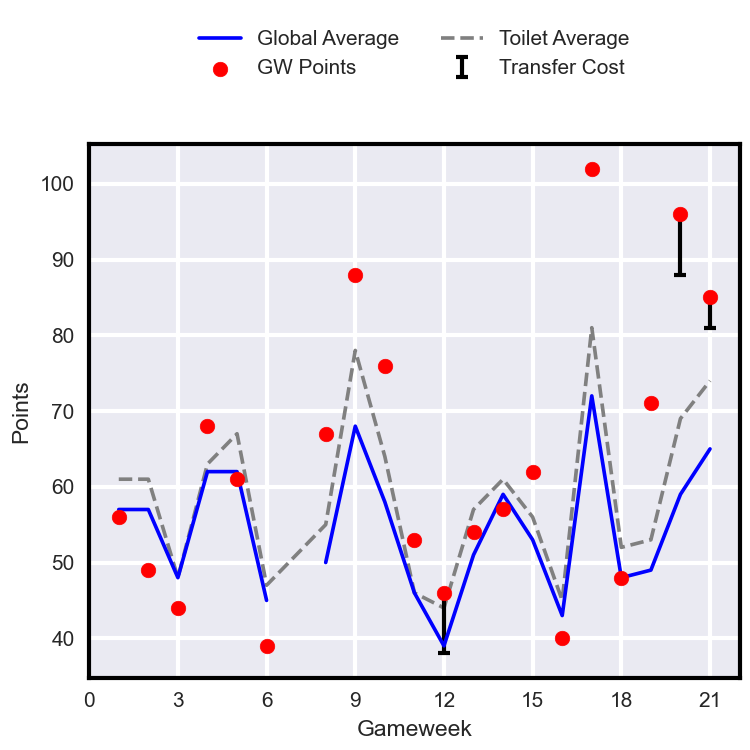 Global Average
Toilet Average
GW Points
Transfer Cost
100
90
80
70
60
50
40
Points
0 3 6 9 12 15 18 21
Gameweek